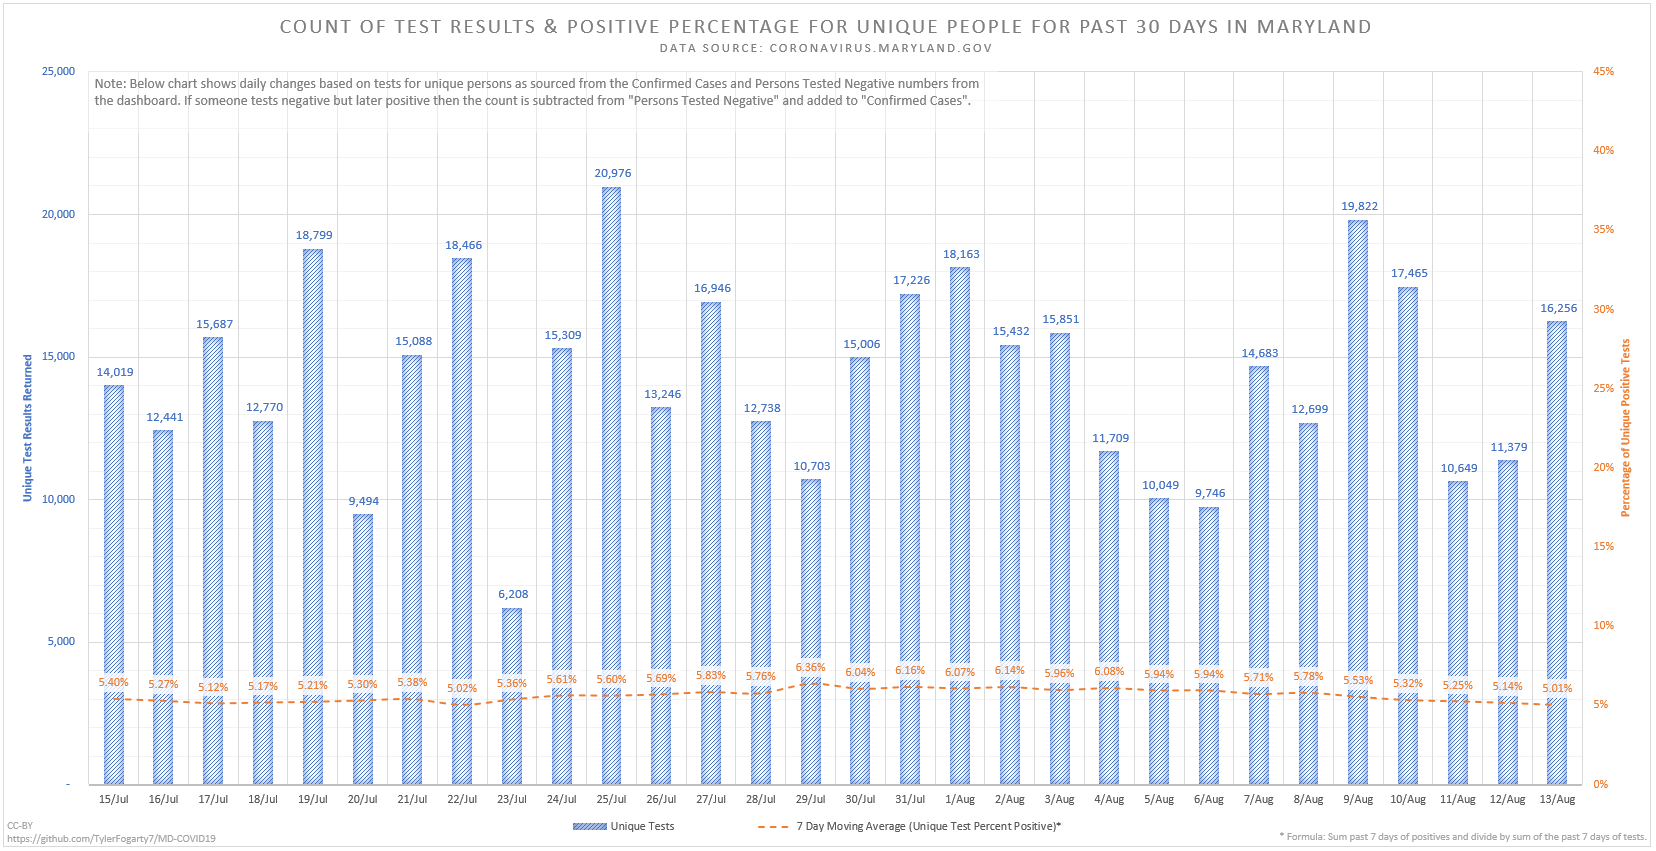 COUNT OF TEST RESULTS & POSITIVE PERCENTAGE FOR UNIQUE PEOPLE FOR PAST 30 DAYS IN MARYLAND
DATA SOURCE: CORONAVIRUS.MARYLAND.GOV
Note: Below chart shows daily changes based on tests for unique persons as sourced from the Confirmed Cases and Persons Tested Negative numbers from
the dashboard. If someone tests negative but later positive then the count is subtracted from "Persons Tested Negative" and added to "Confirmed Cases".
25,000
20,000
15,000
10,000
5,000
-
Unique Test Results Returned
45%
40%
35%
30%
25%
20%
15%
10%
5%
0%
Percentage of Unique Positive Tests
14,019
12,441
15,687
12,770
18,799
9,494
15,088
18,466
6,208
15,309
20,976
13,246
16,946
12,738
10,703
15,006
17,226
18,163
15,432
15,851
11,709
10,049
9,746
14,683
12,699
19,822
17,465
10,649
11,379
16,256
5.40%
5.27%
5.12%
5.17%
5.21%
5.30%
5.38%
5.02%
5.36%
5.61%
5.60%
5.69%
5.83%
5.76%
6.36%
6.04%
6.16%
6.07%
6.14%
5.96%
6.08%
5.94%
5.94%
5.71%
5.78%
5.53%
5.32%
5.25%
5.14%
5.01%
15/Jul
16/Jul
17/Jul
18/Jul
19/Jul
20/Jul
21/Jul
22/Jul
23/Jul
24/Jul
25/Jul
26/Jul
27/Jul
28/Jul
29/Jul
30/Jul
31/Jul
1/Aug
2/Aug
3/Aug
4/Aug
5/Aug
6/Aug
7/Aug
8/Aug
9/Aug
10/Aug
11/Aug
12/Aug
13/Aug
Unique Tests
7 Day Moving Average (Unique Test Percent Positive)*
CC-BY
https://github.com/TylerFogarty7/MD-COVID19
* Formula: Sum past 7 days of positives and divide by sum of the past 7 days of tests.